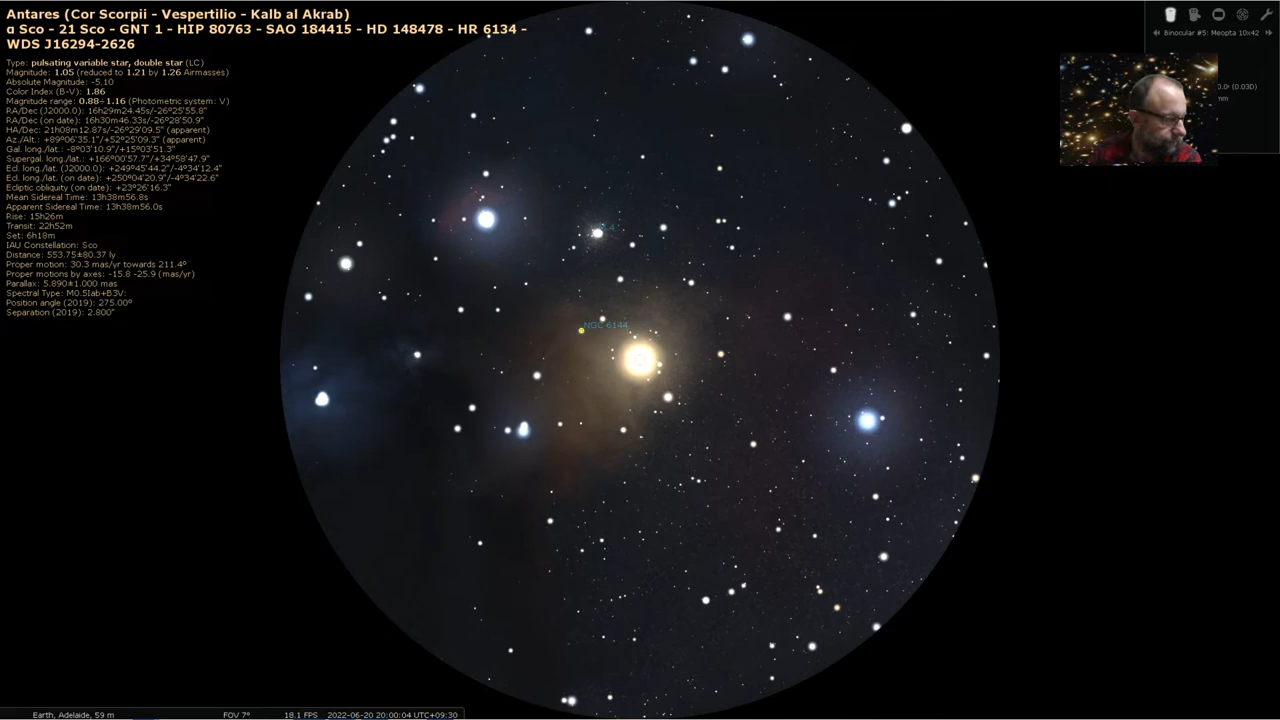 Antares (Cor Scorpii - Vespertilio - Kalb al Akrab)
α Sco - 21 Sco - GNT 1 - HIP 80763 - SAO 184415 - HD 148478 - HR 6134 -
WDS J16294-2626
Type: pulsating variable star, double star (LC)
Magnitude: 1.05 (reduced to 1.21 by 1.26 Airmasses)
Absolute Magnitude: -5.10
Color Index (B-V): 1.86
Magnitude range: 0.88÷1.16 (Photometric system: V)
RA/Dec (J2000.0): 16h29m24.45s/-26°25'55.8"
RA/Dec (on date): 16h30m46.33s/-26°28'50.9"
HA/Dec: 21h08m12.87s/-26°29'09.5" (apparent)
Az./Alt.: +89°06'35.1"/+52°25'09.3" (apparent)
Gal. long./lat.: -8°03'10.9"/+15°03'51.3"
Supergal. long./lat.: +166°00'57.7"/+34°58'47.9"
Ecl. long./lat. (J2000.0): +249°45'44.2"/-4°34'12.4"
Ecl. long./lat. (on date): +250°04'20.9"/-4°34'22.6"
Ecliptic obliquity (on date): +23°26'16.3"
Mean Sidereal Time: 13h38m56.8s
Apparent Sidereal Time: 13h38m56.0s
Rise: 15h26m
Transit: 22h52m
Set: 6h18m
IAU Constellation: Sco
Distance: 553.75±80.37 ly
Proper motion: 30.3 mas/yr towards 211.4°
Proper motions by axes: -15.8 -25.9 (mas/yr)
Parallax: 5.890±1.000 mas
Spectral Type: M0.5Iab+B3V:
Position angle (2019): 275.00°
Separation (2019): 2.800"
Binocular #5: Meopta 10x42
0.0° (0.03D)
mm
NGC 6144
Earth, Adelaide, 59 m
FOV 7°
18.1 FPS
2022-06-20 20:00:04 UTC+09:30